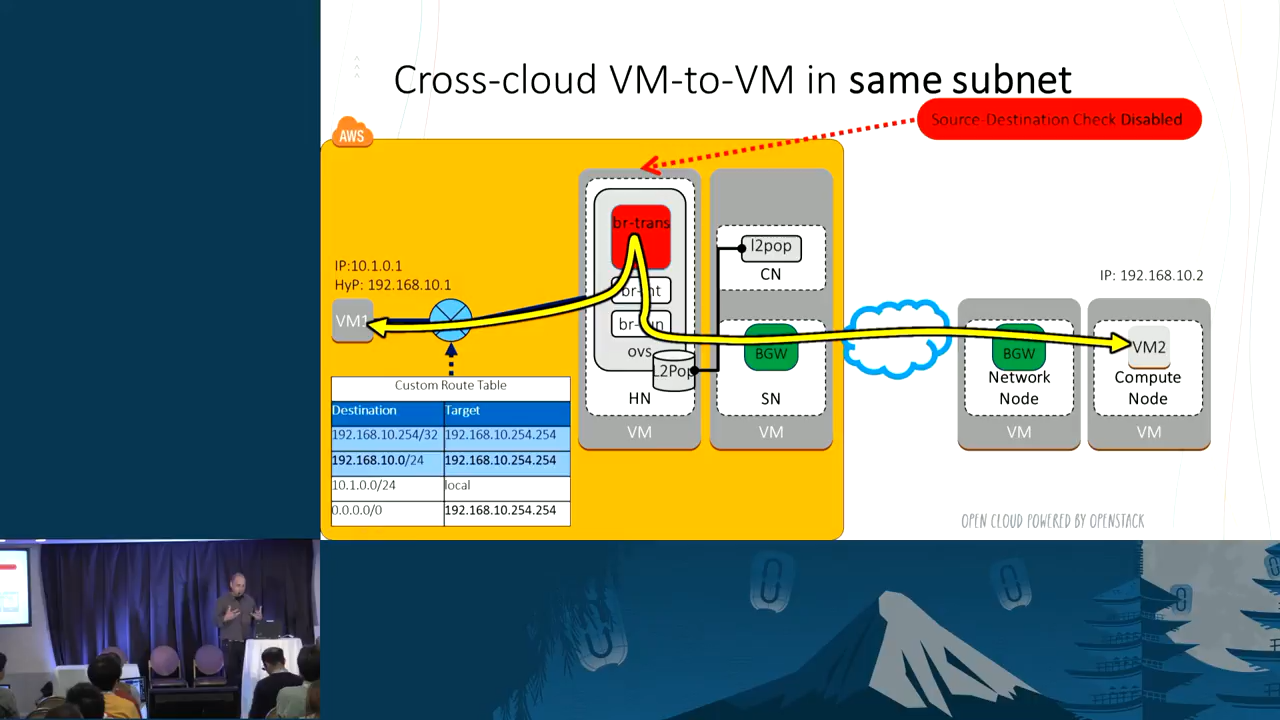 Cross-cloud VM-to-VM in same subnet
Source-Destination Check Disabled
AWS
br-trans
IP:10.1.0.1
HyP: 192.168.10.1
VM1
ovs
L2Pop
HN
VM
l2pop
CN
BGW
SN
VM
IP: 192.168.10.2
BGW
Network
Node
VM
VM2
Compute
Node
VM
Custom Route Table
Destination Target
192.168.10.254/32 192.168.10.254.254
192.168.10.0/24 192.168.10.254.254
10.1.0.0/24 local
0.0.0.0/0 192.168.10.254.254
OPEN CLOUD POWERED BY OPENSTACK